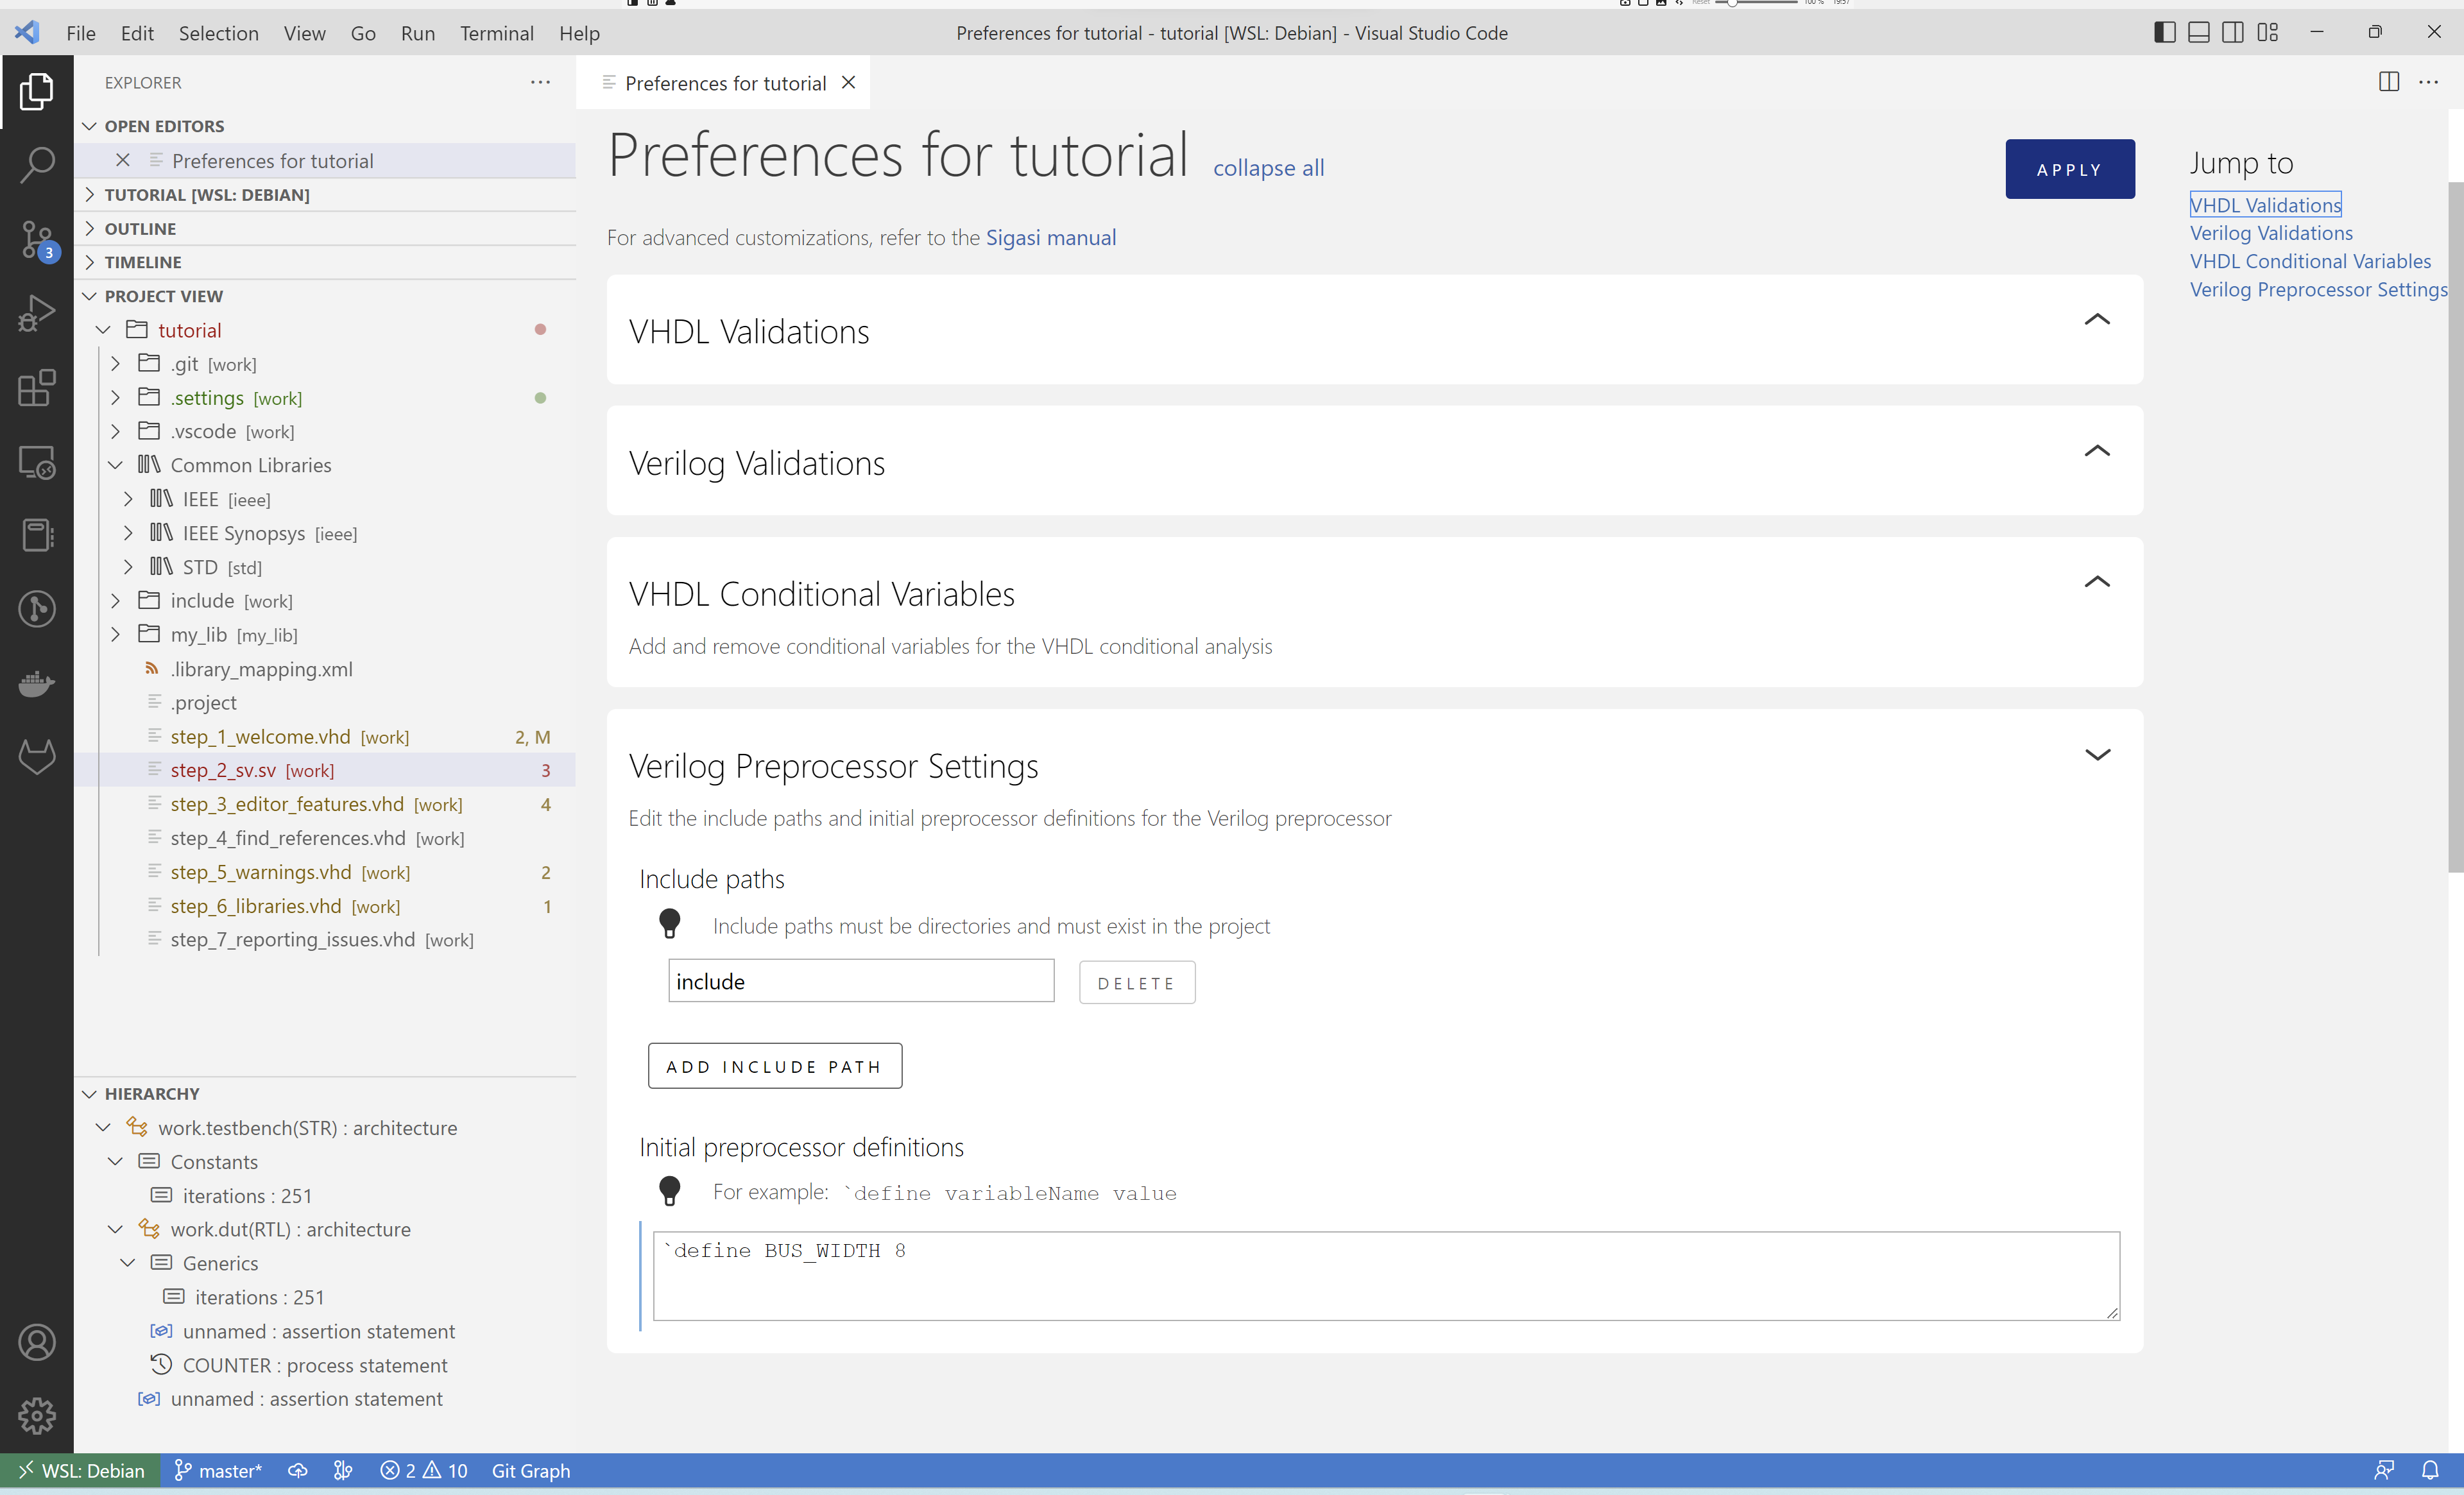 Reset 100 % 19:57
File Edit Selection View Go Run Terminal Help
Preferences for tutorial - tutorial [WSL: Debian] - Visual Studio Code
EXPLORER
OPEN EDITORS
Preferences for tutorial
TUTORIAL [WSL: DEBIAN]
OUTLINE
TIMELINE
PROJECT VIEW
tutorial
.git [work]
.settings [work]
.vscode [work]
Common Libraries
IEEE [ieee]
IEEE Synopsys [ieee]
STD [std]
include [work]
my_lib [my_lib]
.library_mapping.xml
.project
step_1_welcome.vhd [work] 2, M
step_2_sv.sv [work] 3
step_3_editor_features.vhd [work] 4
step_4_find_references.vhd [work]
step_5_warnings.vhd [work] 2
step_6_libraries.vhd [work] 1
step_7_reporting_issues.vhd [work]
HIERARCHY
work.testbench(STR) : architecture
Constants
iterations : 251
work.dut(RTL) : architecture
Generics
iterations : 251
unnamed : assertion statement
COUNTER : process statement
unnamed : assertion statement
3
Preferences for tutorial
Preferences for tutorial collapse all
APPLY
For advanced customizations, refer to the Sigasi manual
VHDL Validations
Verilog Validations
VHDL Conditional Variables
Add and remove conditional variables for the VHDL conditional analysis
Verilog Preprocessor Settings
Edit the include paths and initial preprocessor definitions for the Verilog preprocessor
Include paths
Include paths must be directories and must exist in the project
include DELETE
ADD INCLUDE PATH
Initial preprocessor definitions
For example: `define variableName value
`define BUS_WIDTH 8
Jump to
VHDL Validations
Verilog Validations
VHDL Conditional Variables
Verilog Preprocessor Settings
WSL: Debian master* 2 10 Git Graph